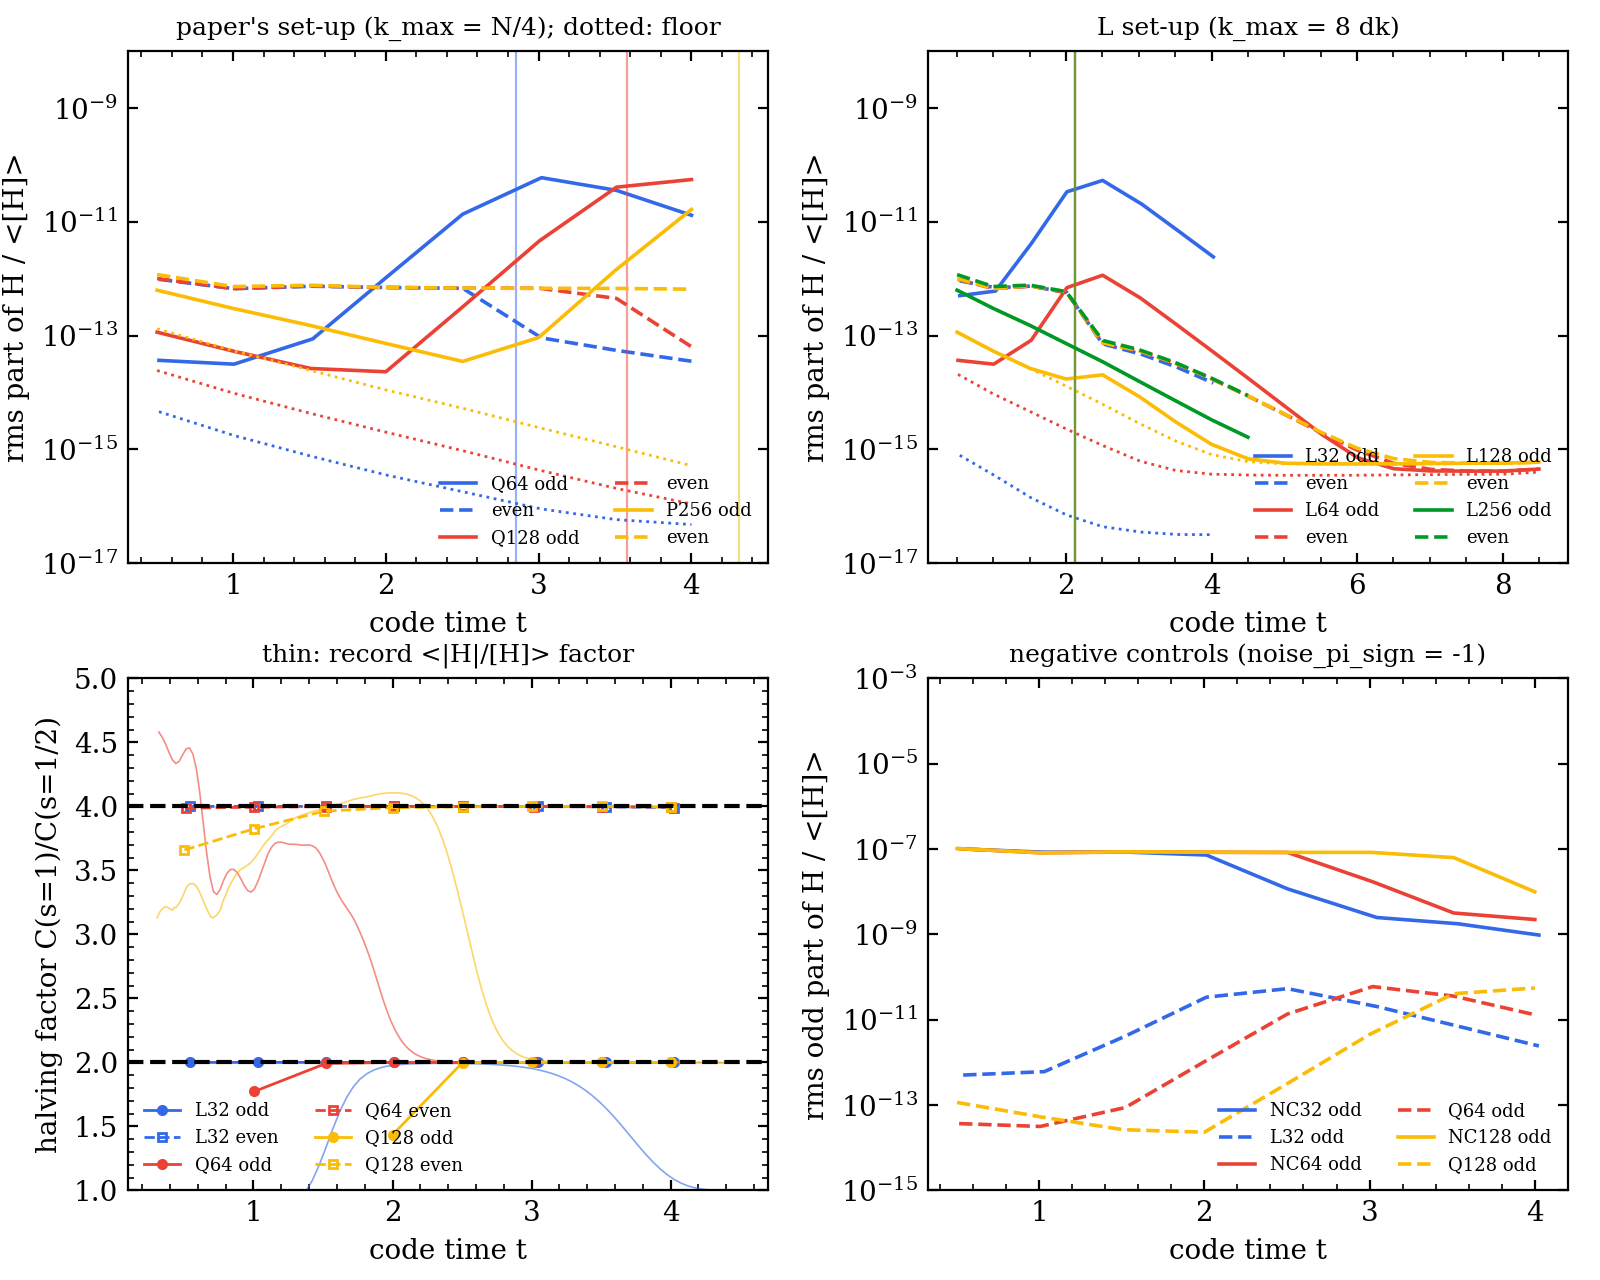 paper's set-up (k_max = N/4); dotted: floor
rms part of H / <[H]>
10−9
10−11
10−13
10−15
10−17
1
2
3
4
code time t
Q64 odd
even
Q128 odd
even
P256 odd
even
L set-up (k_max = 8 dk)
rms part of H / <[H]>
10−9
10−11
10−13
10−15
10−17
2
4
6
8
code time t
L32 odd
even
L64 odd
even
L128 odd
even
L256 odd
even
thin: record <|H|/[H]> factor
halving factor C(s=1)/C(s=1/2)
5.0
4.5
4.0
3.5
3.0
2.5
2.0
1.5
1.0
1
2
3
4
code time t
L32 odd
L32 even
Q64 odd
Q64 even
Q128 odd
Q128 even
negative controls (noise_pi_sign = -1)
rms odd part of H / <[H]>
10−3
10−5
10−7
10−9
10−11
10−13
10−15
1
2
3
4
code time t
NC32 odd
L32 odd
NC64 odd
Q64 odd
NC128 odd
Q128 odd